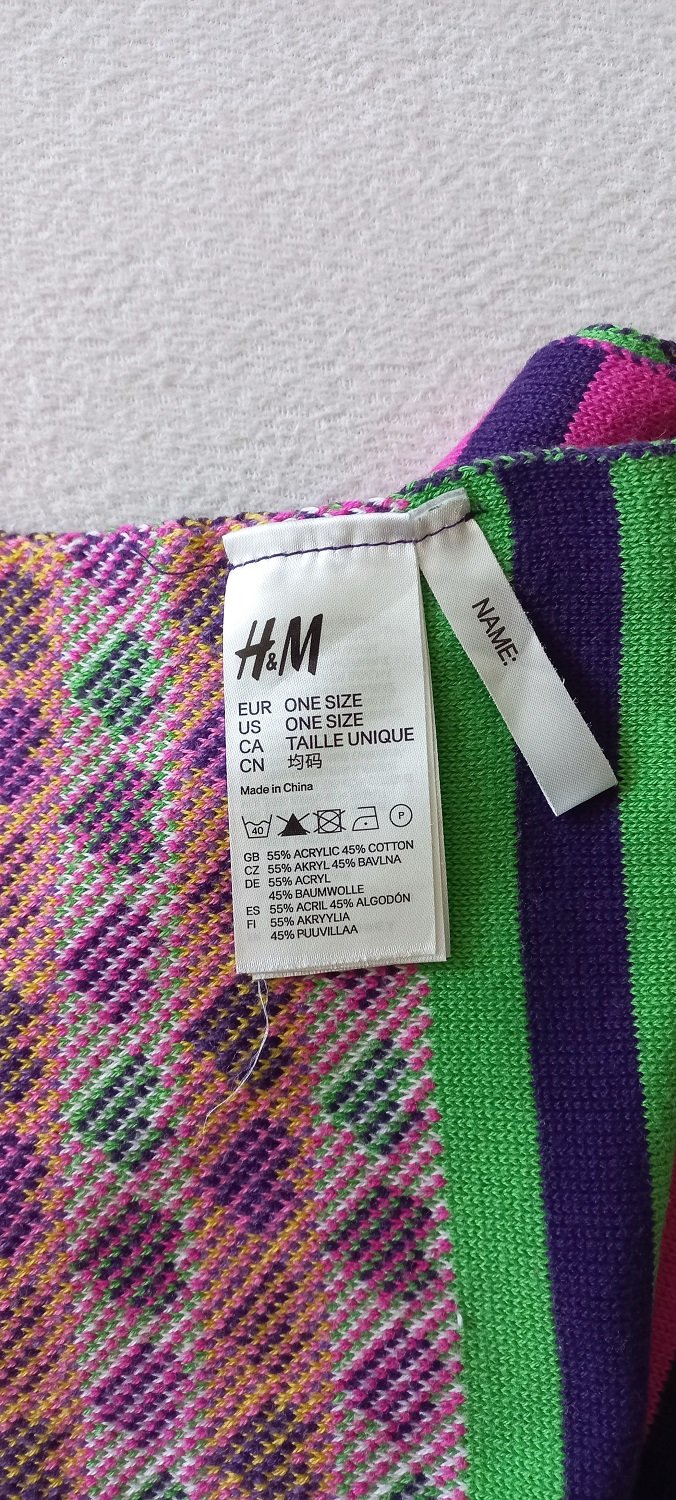 H&M
NAME:
EUR ONE SIZE
US ONE SIZE
CA TAILLE UNIQUE
CN 均码
Made in China
40 P
GB 55% ACRYLIC 45% COTTON
CZ 55% AKRYL 45% BAVLNA
DE 55% ACRYL
45% BAUMWOLLE
ES 55% ACRIL 45% ALGODÓN
FI 55% AKRYYLIA
45% PUUVILLAA